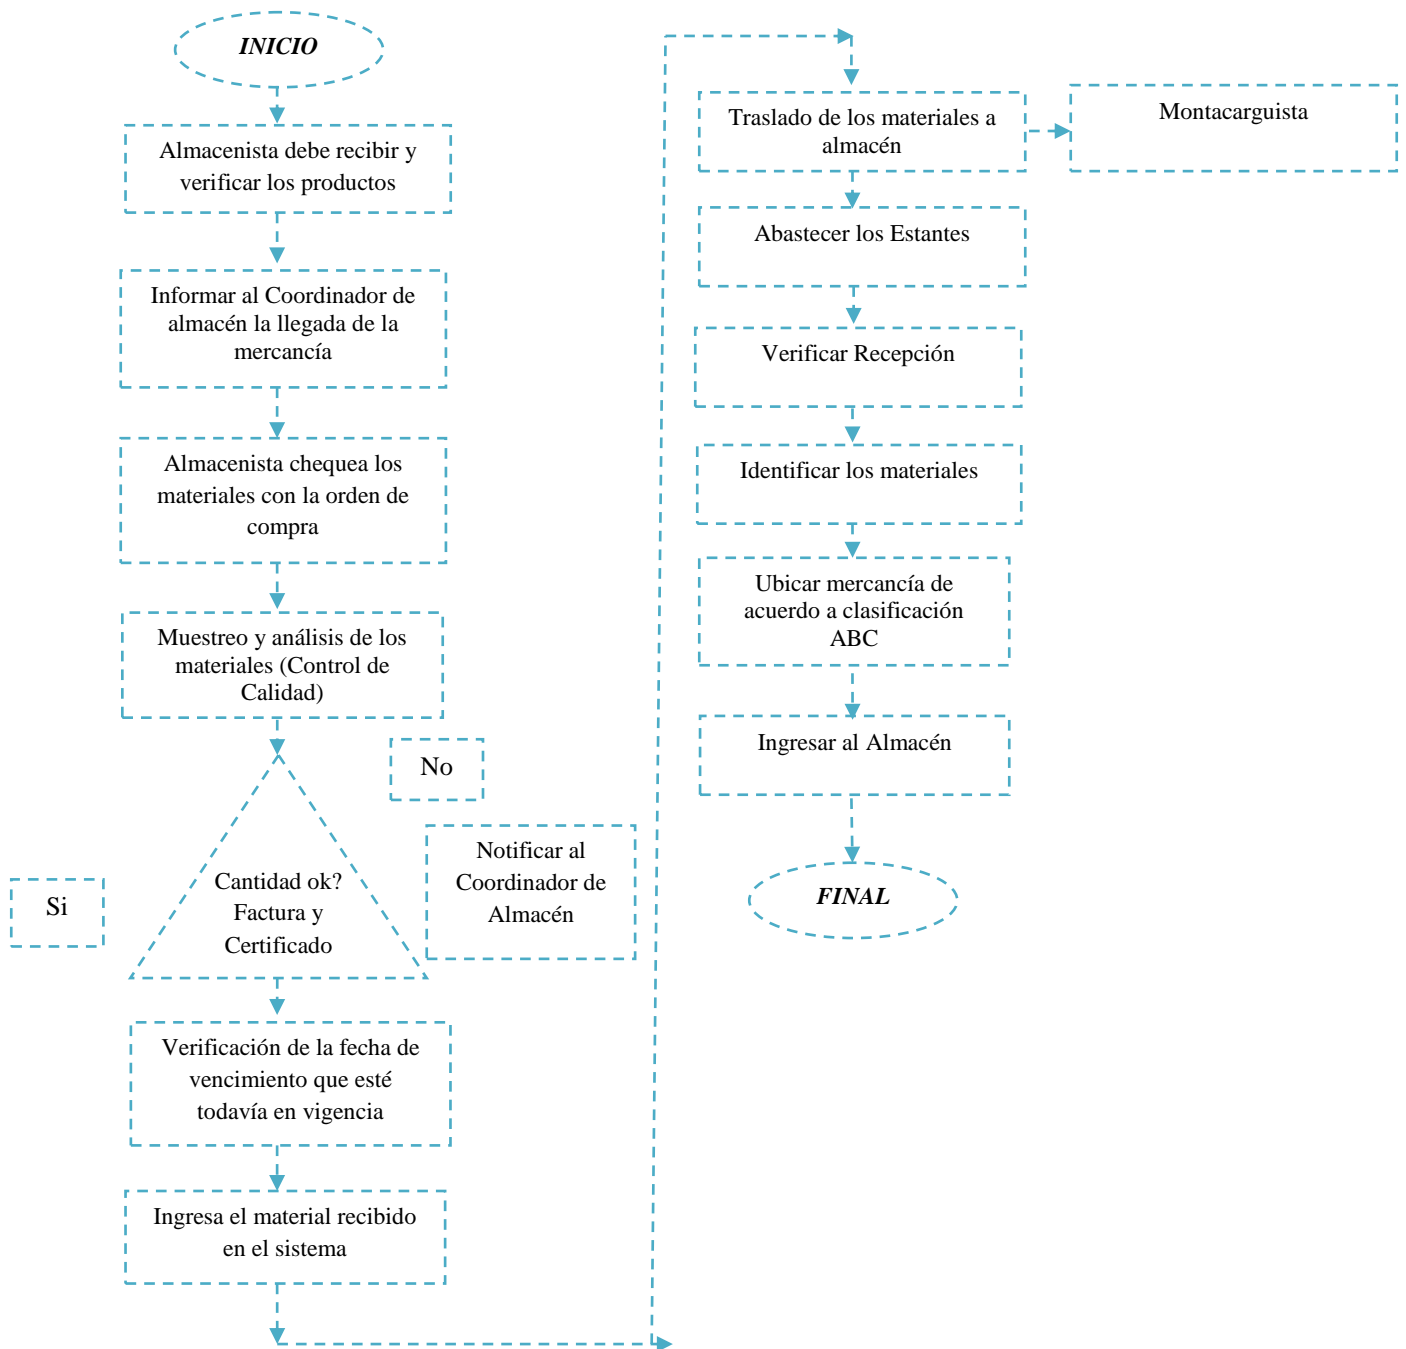 INICIO
Almacenista debe recibir y
verificar los productos
Informar al Coordinador de
almacén la llegada de la
mercancía
Almacenista chequea los
materiales con la orden de
compra
Muestreo y análisis de los
materiales (Control de
Calidad)
No
Notificar al
Coordinador de
Almacén
Si
Cantidad ok?
Factura y
Certificado
Verificación de la fecha de
vencimiento que esté
todavía en vigencia
Ingresa el material recibido
en el sistema
Traslado de los materiales a
almacén
Montacarguista
Abastecer los Estantes
Verificar Recepción
Identificar los materiales
Ubicar mercancía de
acuerdo a clasificación
ABC
Ingresar al Almacén
FINAL